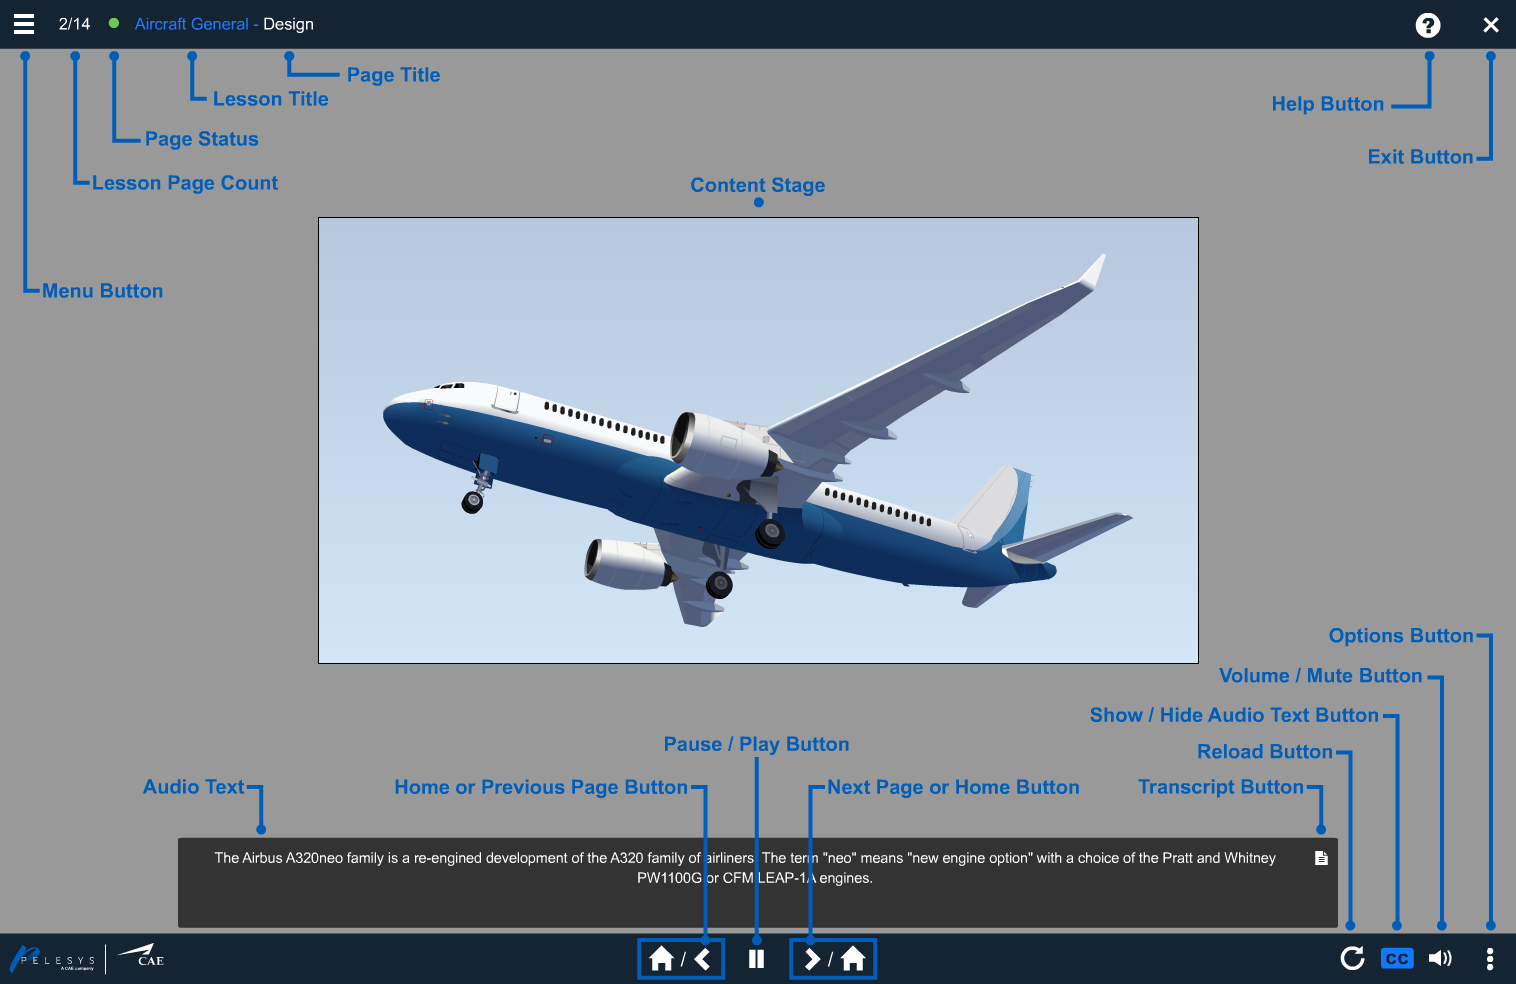 2/14
Aircraft General - Design
Page Title
Lesson Title
Help Button
Page Status
Exit Button
Lesson Page Count
Content Stage
Menu Button
Options Button
Volume / Mute Button
Show / Hide Audio Text Button
Pause / Play Button
Reload Button
Audio Text
Home or Previous Page Button
Next Page or Home Button
Transcript Button
The Airbus A320neo family is a re-engined development of the A320 family of airliners. The term "neo" means "new engine option" with a choice of the Pratt and Whitney
PW1100G or CFM LEAP-1A engines.
PELESYS
A CAE company
CAE
/
/
CC